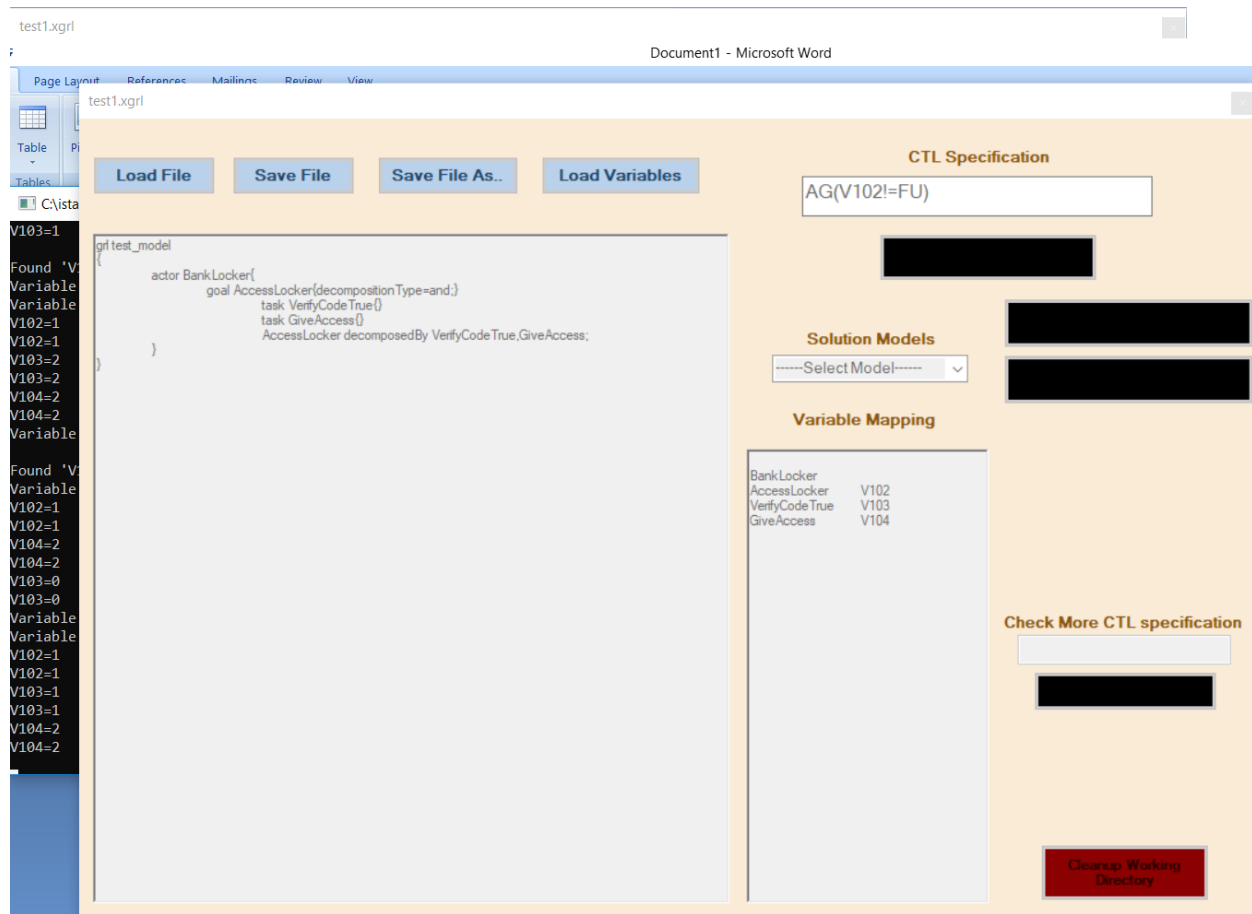 test1.xgrl
Document1 - Microsoft Word
Page Layout References Mailings Review View
Table
Tables
C:\ista
V103=1
Found 'V
Variable
Variable
V102=1
V102=1
V103=2
V103=2
V104=2
V104=2
Variable
Found 'V
Variable
V102=1
V102=1
V104=2
V104=2
V103=0
V103=0
Variable
Variable
V102=1
V102=1
V103=1
V103=1
V104=2
V104=2
test1.xgrl
Load File Save File Save File As.. Load Variables
grl test_model
{
actor BankLocker{
goal AccessLocker{decompositionType=and;}
task VerifyCodeTrue{}
task GiveAccess{}
AccessLocker decomposedBy VerifyCodeTrue,GiveAccess;
}
}
CTL Specification
AG(V102!=FU)
Solution Models
------Select Model------
Variable Mapping
BankLocker
AccessLocker V102
VerifyCodeTrue V103
GiveAccess V104
Check More CTL specification
Cleanup Working
Directory